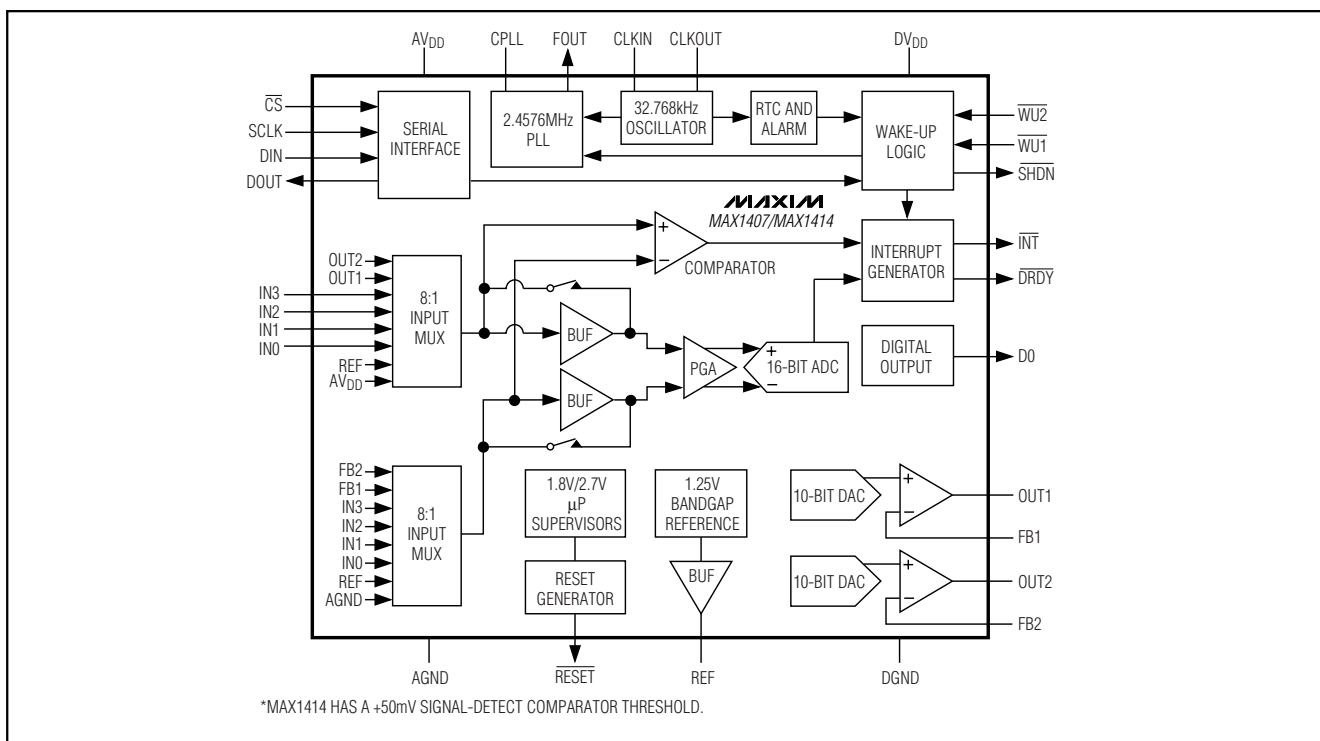 AVDD
CPLL
FOUT
CLKIN
CLKOUT
DVDD
CS
SCLK
DIN
DOUT
SERIAL
INTERFACE
2.4576MHz
PLL
32.768kHz
OSCILLATOR
RTC AND
ALARM
WAKE-UP
LOGIC
WU2
WU1
SHDN
MAXIM
MAX1407/MAX1414
+
−
COMPARATOR
INTERRUPT
GENERATOR
INT
DRDY
OUT2
OUT1
IN3
IN2
IN1
IN0
REF
AVDD
8:1
INPUT
MUX
BUF
BUF
PGA
+
16-BIT ADC
−
DIGITAL
OUTPUT
D0
FB2
FB1
IN3
IN2
IN1
IN0
REF
AGND
8:1
INPUT
MUX
1.8V/2.7V
μP
SUPERVISORS
RESET
GENERATOR
1.25V
BANDGAP
REFERENCE
BUF
10-BIT DAC
+
−
OUT1
FB1
10-BIT DAC
+
−
OUT2
FB2
AGND
RESET
REF
DGND
*MAX1414 HAS A +50mV SIGNAL-DETECT COMPARATOR THRESHOLD.